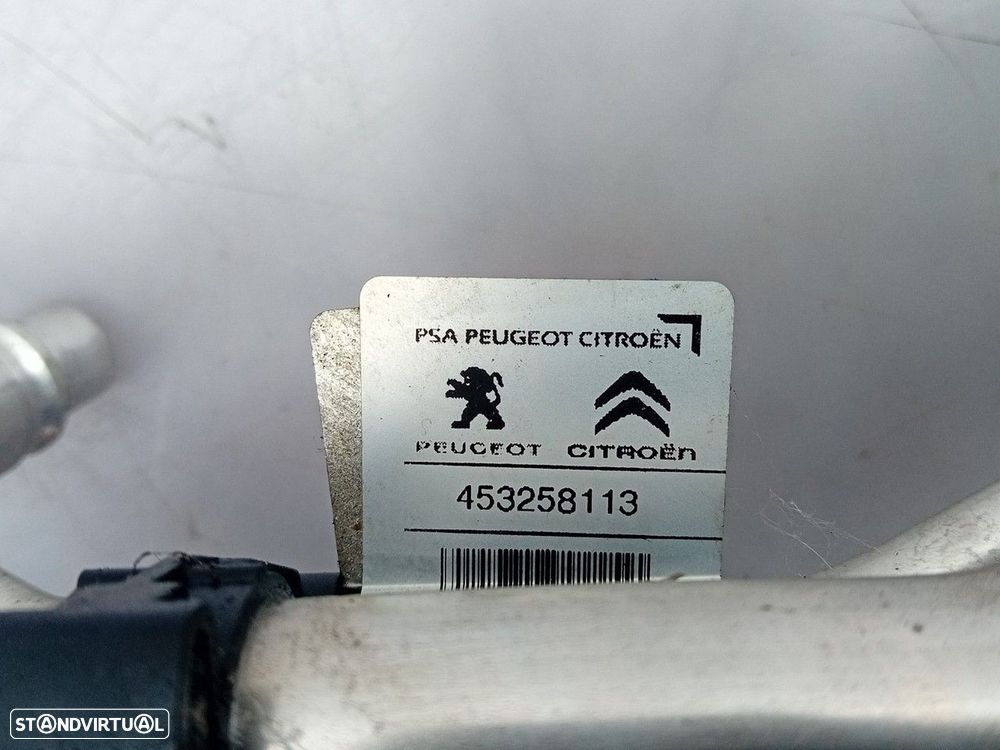 PSA PEUGEOT CITROËN
PEUGEOT CITROËn
453258113
STANDVIRTUAL